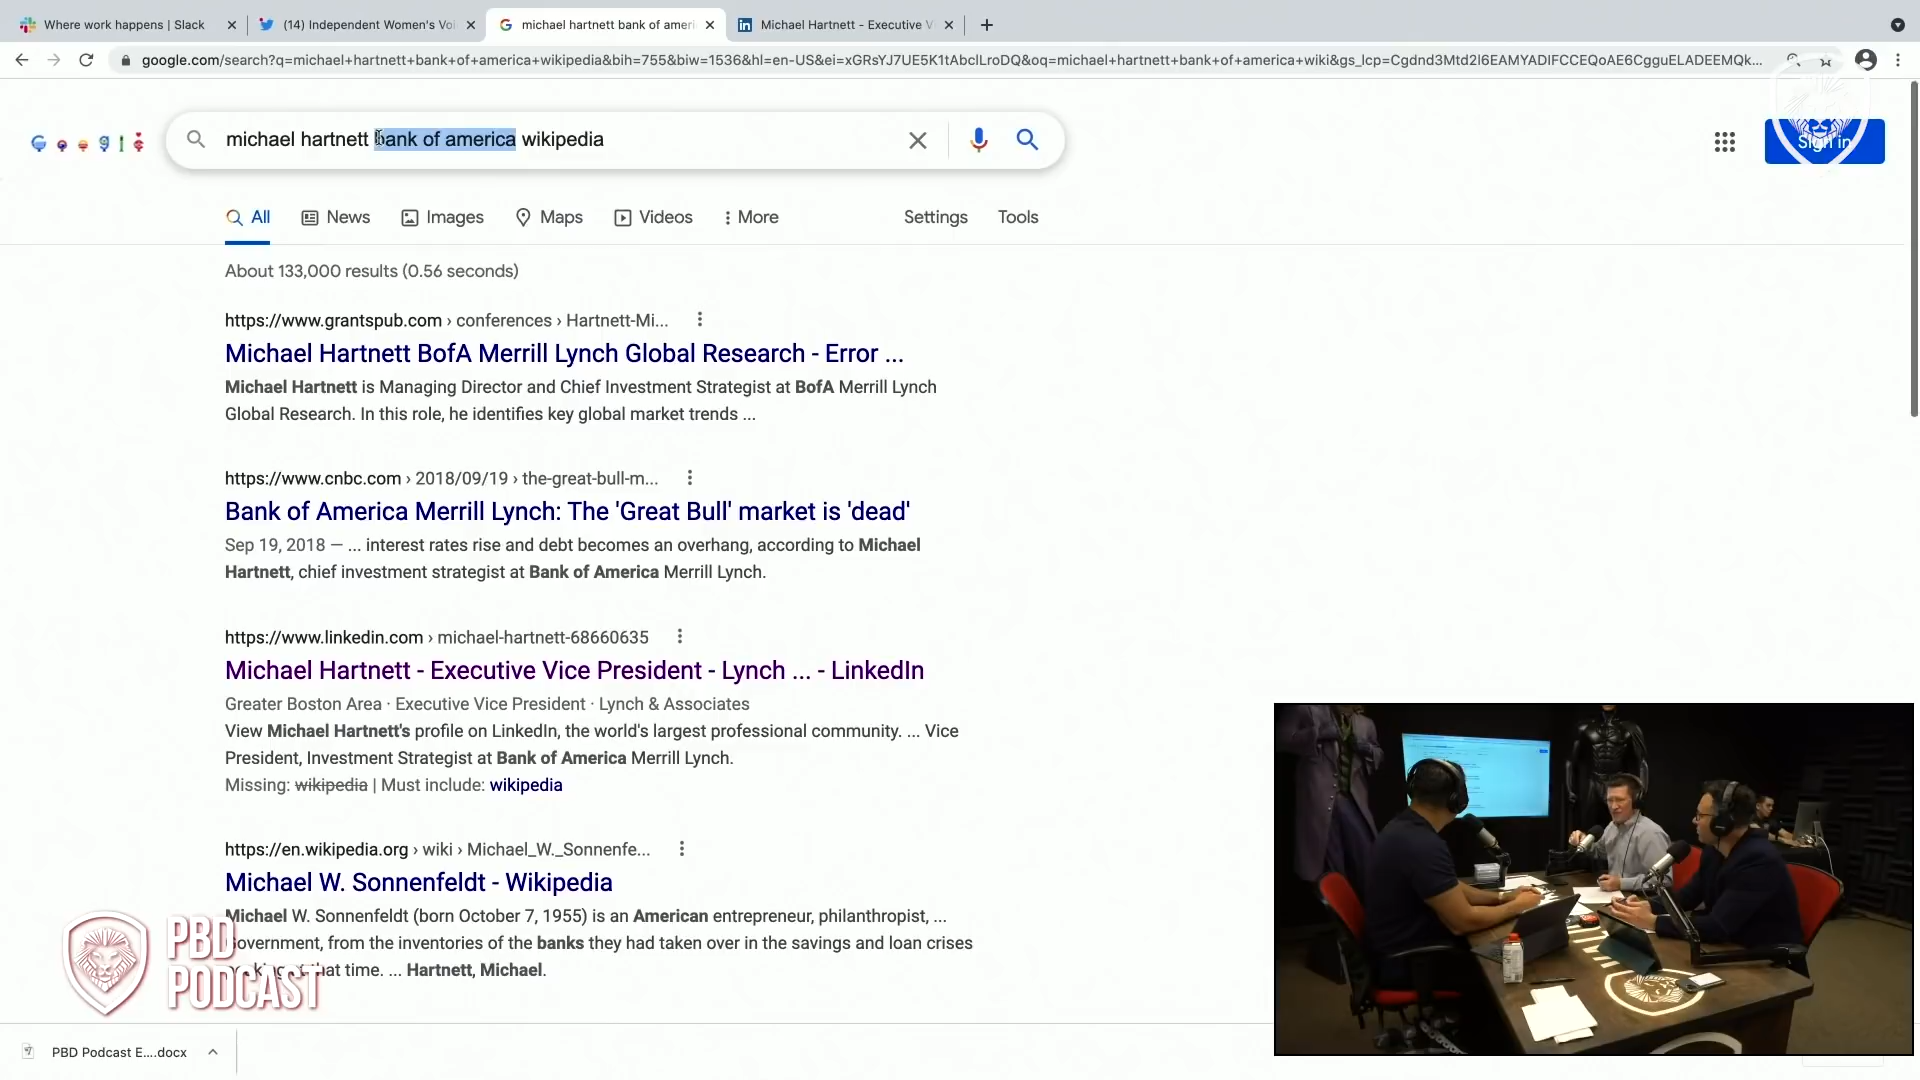 Where work happens | Slack
(14) Independent Women's Vo
michael hartnett bank of ameri
Michael Hartnett - Executive V
google.com/search?q=michael+hartnett+bank+of+america+wikipedia&bih=755&biw=1536&hl=en-US&ei=xGRsYJ7UE5K1tAbclLroDQ&oq=michael+hartnett+bank+of+america+wiki&gs_lcp=Cgdnd3Mtd2l6EAMYADIFCCEQoAE6CgguELADEEMQk...
Google
michael hartnett bank of america wikipedia
Sign in
All
News
Images
Maps
Videos
More
Settings
Tools
About 133,000 results (0.56 seconds)
https://www.grantspub.com › conferences › Hartnett-Mi...
Michael Hartnett BofA Merrill Lynch Global Research - Error ...
Michael Hartnett is Managing Director and Chief Investment Strategist at BofA Merrill Lynch
Global Research. In this role, he identifies key global market trends ...
https://www.cnbc.com › 2018/09/19 › the-great-bull-m...
Bank of America Merrill Lynch: The 'Great Bull' market is 'dead'
Sep 19, 2018 — ... interest rates rise and debt becomes an overhang, according to Michael
Hartnett, chief investment strategist at Bank of America Merrill Lynch.
https://www.linkedin.com › michael-hartnett-68660635
Michael Hartnett - Executive Vice President - Lynch ... - LinkedIn
Greater Boston Area · Executive Vice President · Lynch & Associates
View Michael Hartnett's profile on LinkedIn, the world's largest professional community. ... Vice
President, Investment Strategist at Bank of America Merrill Lynch.
Missing: wikipedia | Must include: wikipedia
https://en.wikipedia.org › wiki › Michael_W._Sonnenfe...
Michael W. Sonnenfeldt - Wikipedia
Michael W. Sonnenfeldt (born October 7, 1955) is an American entrepreneur, philanthropist, ...
Government, from the inventories of the banks they had taken over in the savings and loan crises
that time. ... Hartnett, Michael.
PBD
PODCAST
PBD Podcast E....docx